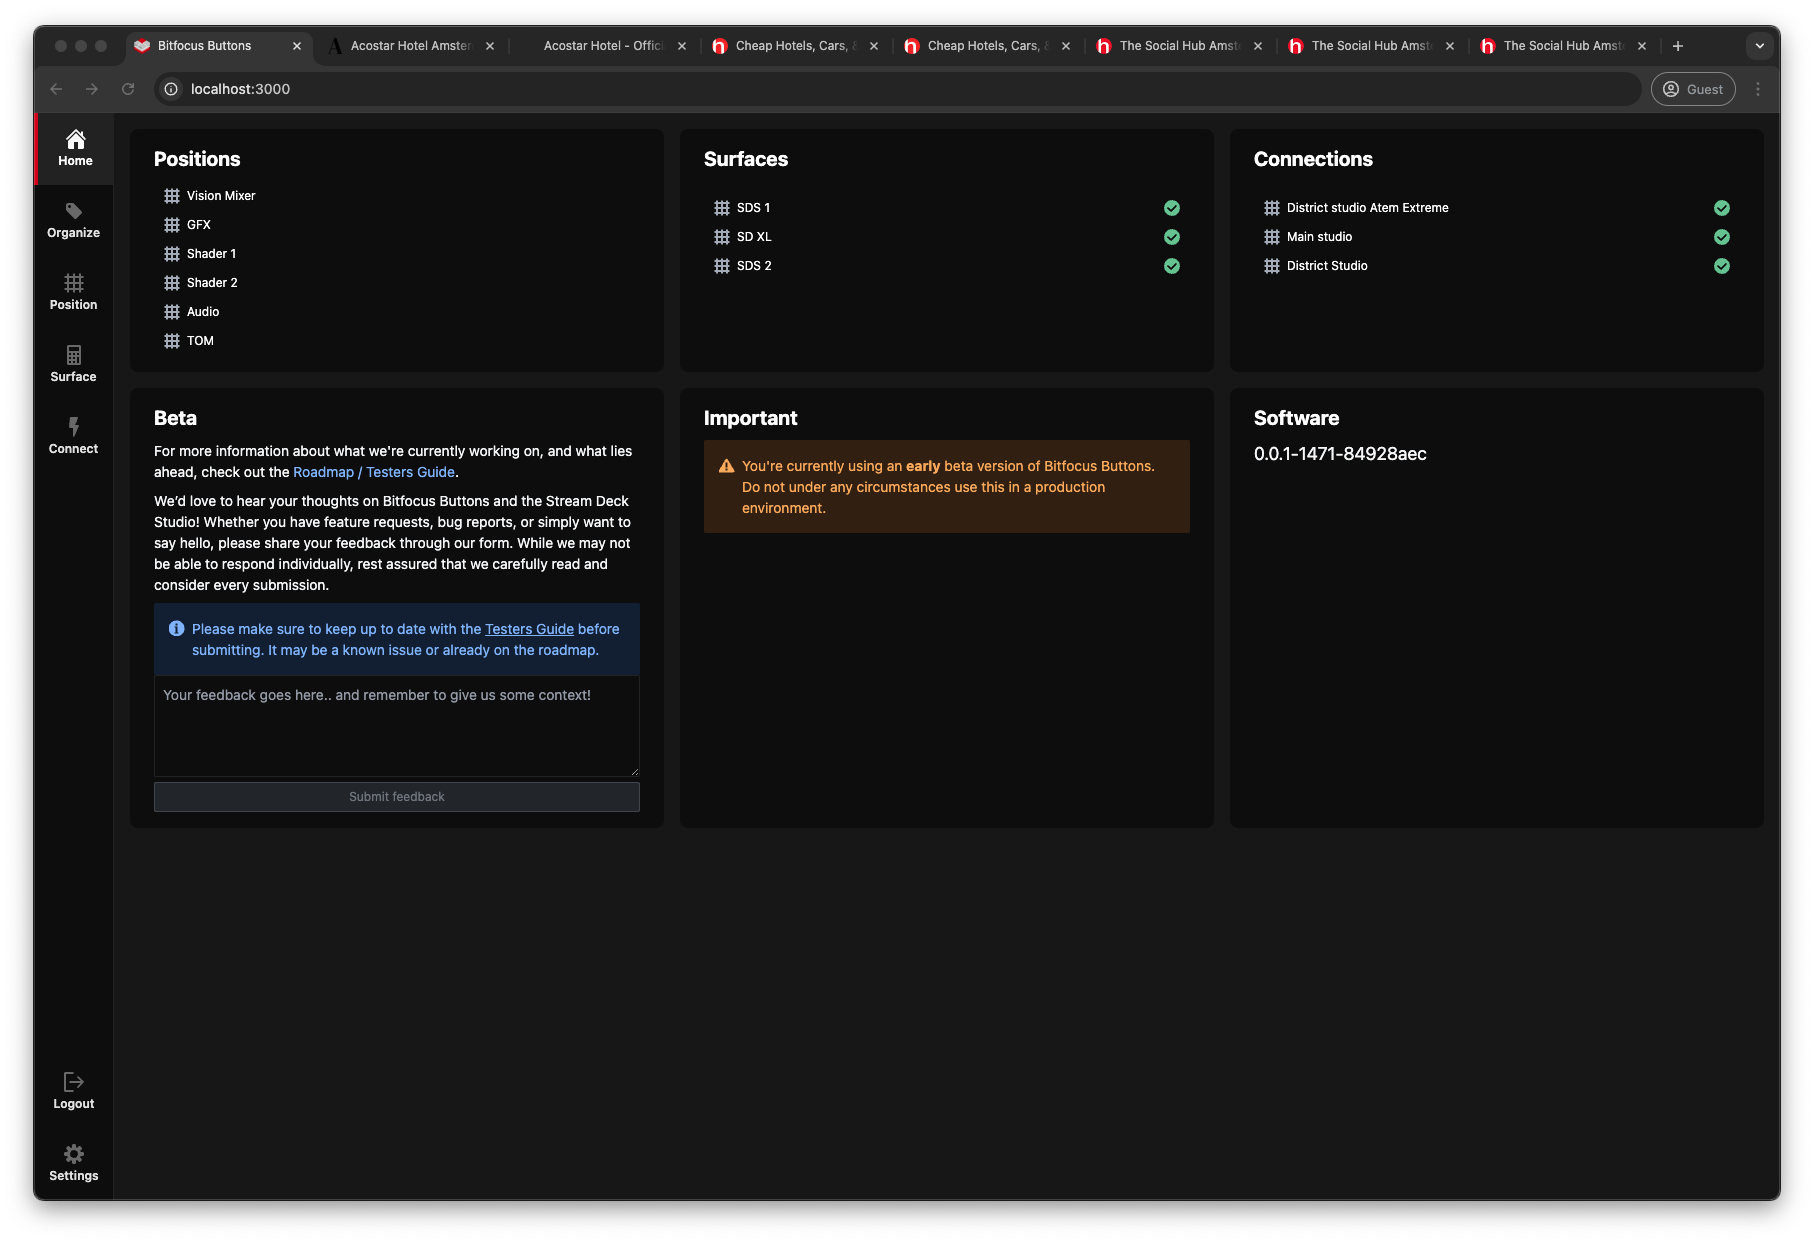 Bitfocus Buttons
Acostar Hotel Amster
Acostar Hotel - Offici
Cheap Hotels, Cars, &
Cheap Hotels, Cars, &
The Social Hub Amst
The Social Hub Amst
The Social Hub Amst
localhost:3000
Guest
Home
Organize
Position
Surface
Connect
Logout
Settings
Positions
Vision Mixer
GFX
Shader 1
Shader 2
Audio
TOM
Surfaces
SDS 1
SD XL
SDS 2
Connections
District studio Atem Extreme
Main studio
District Studio
Beta
For more information about what we're currently working on, and what lies
ahead, check out the Roadmap / Testers Guide.
We'd love to hear your thoughts on Bitfocus Buttons and the Stream Deck
Studio! Whether you have feature requests, bug reports, or simply want to
say hello, please share your feedback through our form. While we may not
be able to respond individually, rest assured that we carefully read and
consider every submission.
Please make sure to keep up to date with the Testers Guide before
submitting. It may be a known issue or already on the roadmap.
Your feedback goes here.. and remember to give us some context!
Submit feedback
Important
You're currently using an early beta version of Bitfocus Buttons.
Do not under any circumstances use this in a production
environment.
Software
0.0.1-1471-84928aec